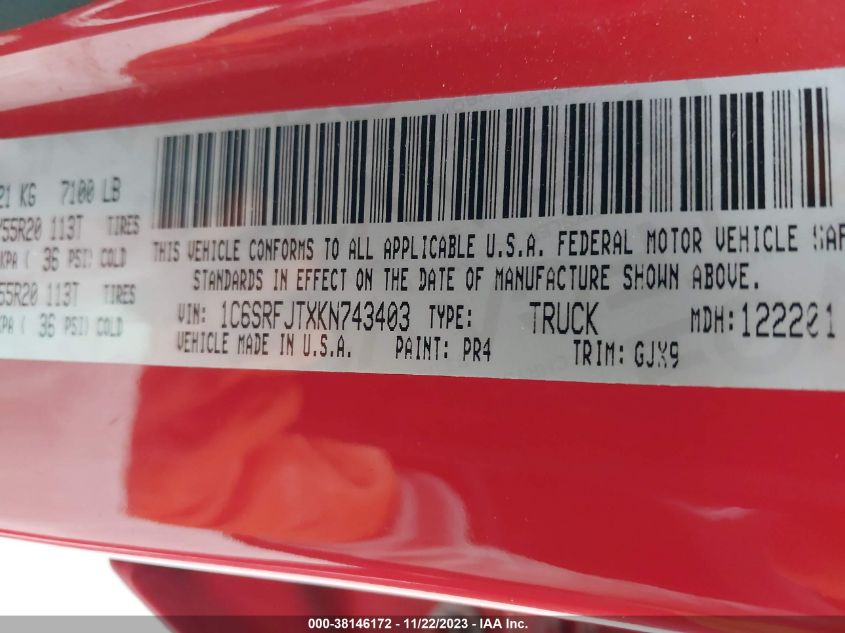 21 KG 7100 LB
/55R20 113T TIRES
KPA ( 36 PSI) COLD
55R20 113T TIRES
KPA ( 36 PSI) COLD
THIS VEHICLE CONFORMS TO ALL APPLICABLE U.S.A. FEDERAL MOTOR VEHICLE SAF
STANDARDS IN EFFECT ON THE DATE OF MANUFACTURE SHOWN ABOVE.
VIN: 1C6SRFJTXKN743403 TYPE: TRUCK MDH: 122201
VEHICLE MADE IN U.S.A. PAINT: PR4 TRIM: GJX9
000-38146172 - 11/22/2023 - IAA Inc.